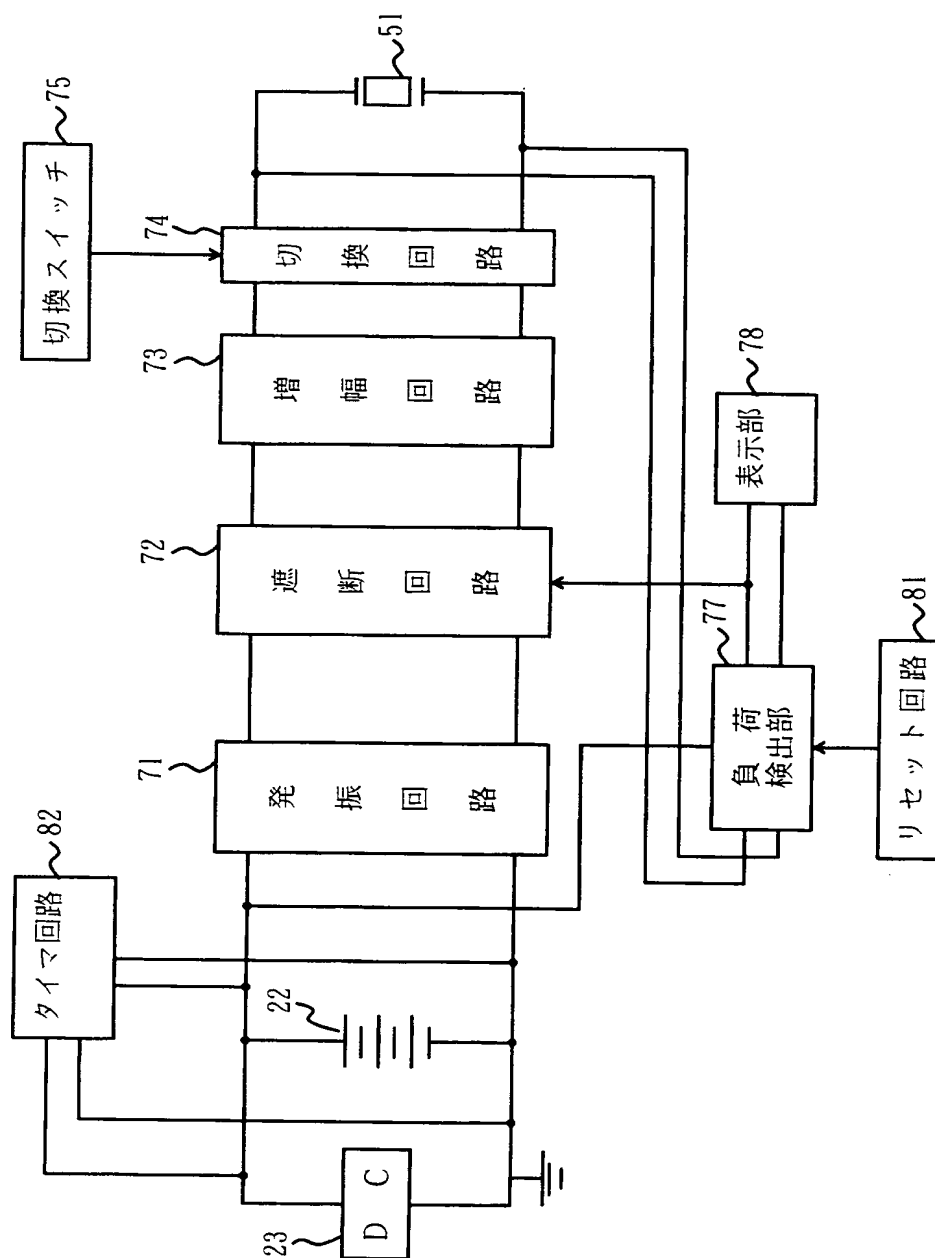 切換スイッチ
75
51
74
切換回路
73
増幅回路
72
遮断回路
71
発振回路
82
タイマ回路
22
23
DC
78
表示部
77
負荷
検出部
81
リセット回路